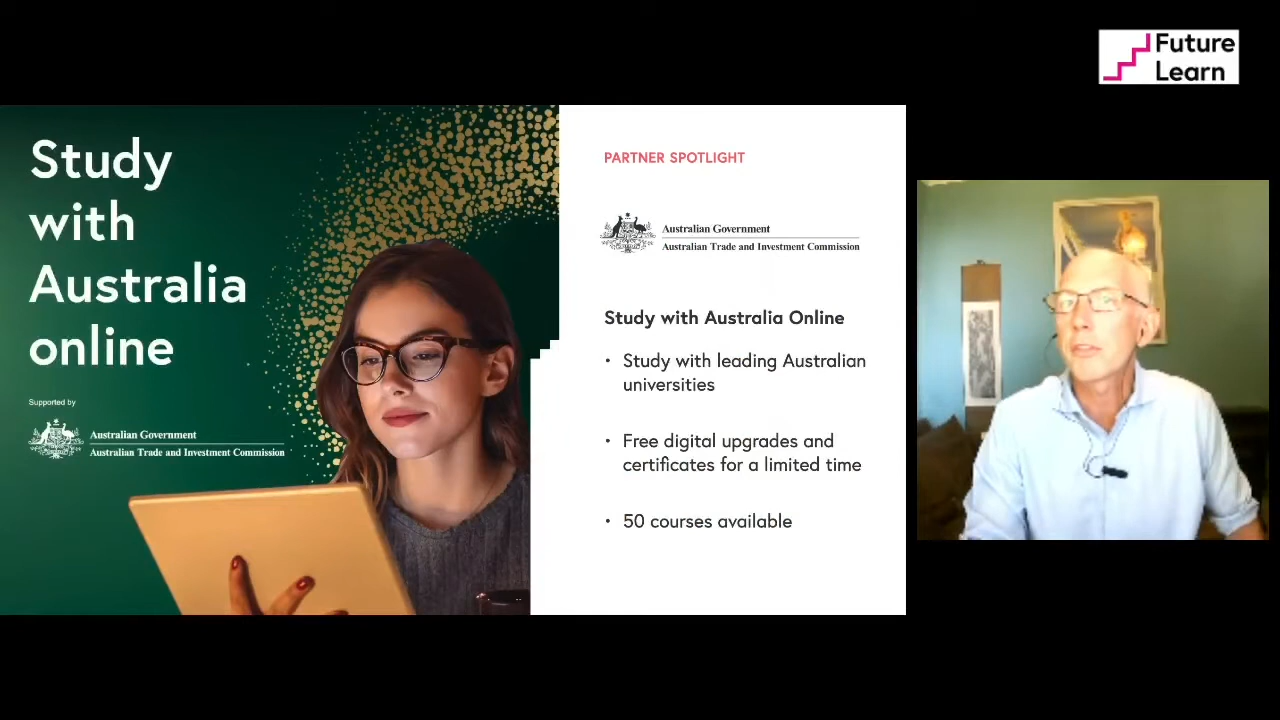 Future
Learn
Study
with
Australia
online
Supported by
Australian Government
Australian Trade and Investment Commission
PARTNER SPOTLIGHT
Australian Government
Australian Trade and Investment Commission
Study with Australia Online
• Study with leading Australian
universities
• Free digital upgrades and
certificates for a limited time
• 50 courses available